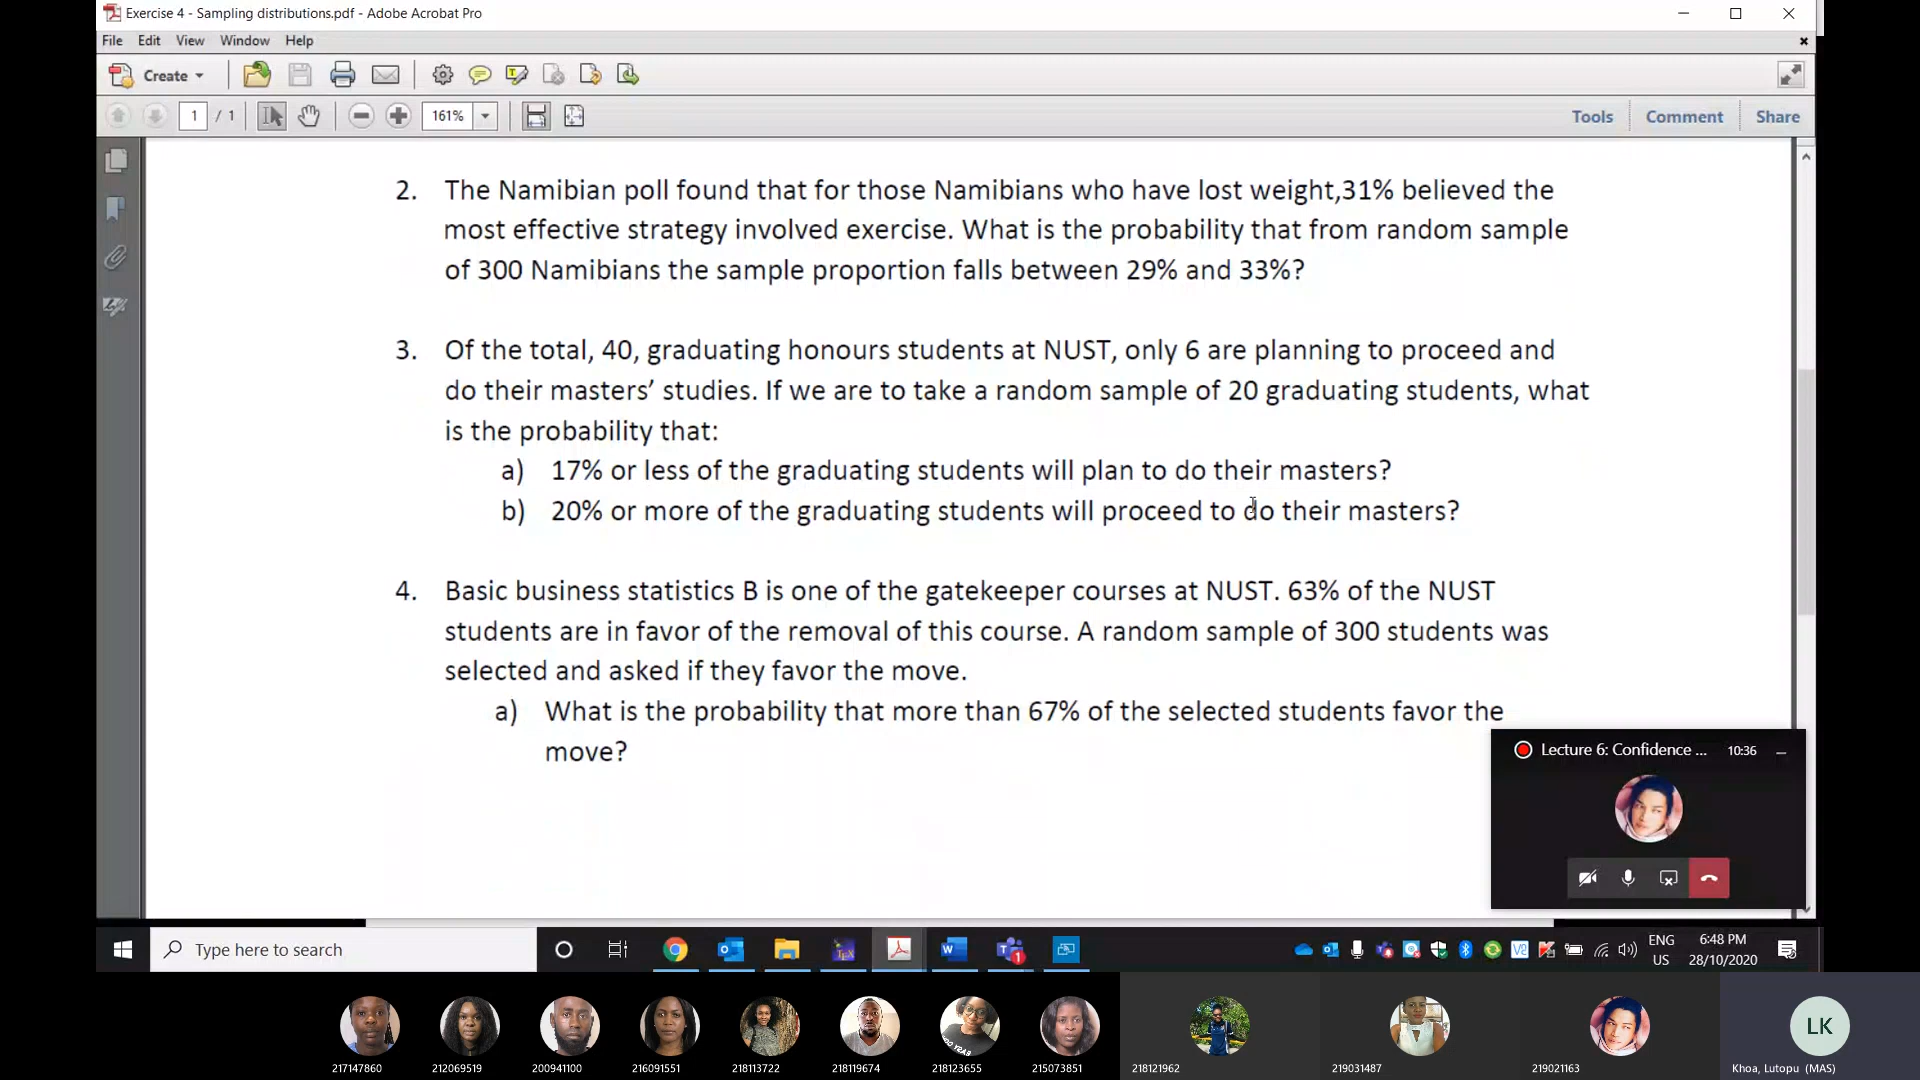 Exercise 4 - Sampling distributions.pdf - Adobe Acrobat Pro
File Edit View Window Help
Create
1 / 1 161% Tools Comment Share
2. The Namibian poll found that for those Namibians who have lost weight,31% believed the
most effective strategy involved exercise. What is the probability that from random sample
of 300 Namibians the sample proportion falls between 29% and 33%?
3. Of the total, 40, graduating honours students at NUST, only 6 are planning to proceed and
do their masters’ studies. If we are to take a random sample of 20 graduating students, what
is the probability that:
a) 17% or less of the graduating students will plan to do their masters?
b) 20% or more of the graduating students will proceed to do their masters?
4. Basic business statistics B is one of the gatekeeper courses at NUST. 63% of the NUST
students are in favor of the removal of this course. A random sample of 300 students was
selected and asked if they favor the move.
a) What is the probability that more than 67% of the selected students favor the
move?
Lecture 6: Confidence ... 10:36
Type here to search
ENG
US
6:48 PM
28/10/2020
LK
217147860 212069519 200941100 216091551 218113722 218119674 218123655 215073851 218121962 219031487 219021163 Khoa, Lutopu (MAS)